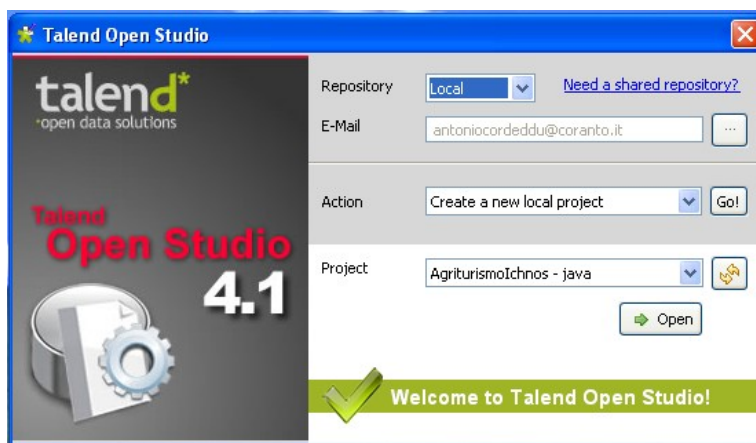 Talend Open Studio
talend*
*open data solutions
Talend
Open Studio
4.1
Repository Local Need a shared repository?
E-Mail antoniocordeddu@coranto.it ...
Action Create a new local project Go!
Project AgriturismoIchnos - java
Open
Welcome to Talend Open Studio!